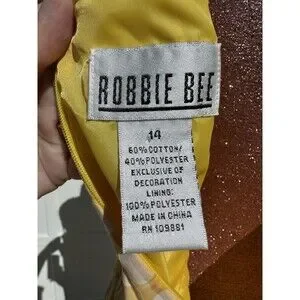 ROBBIE BEE
14
60% COTTON/
40% POLYESTER
EXCLUSIVE OF
DECORATION
LINING:
100% POLYESTER
MADE IN CHINA
RN 109881